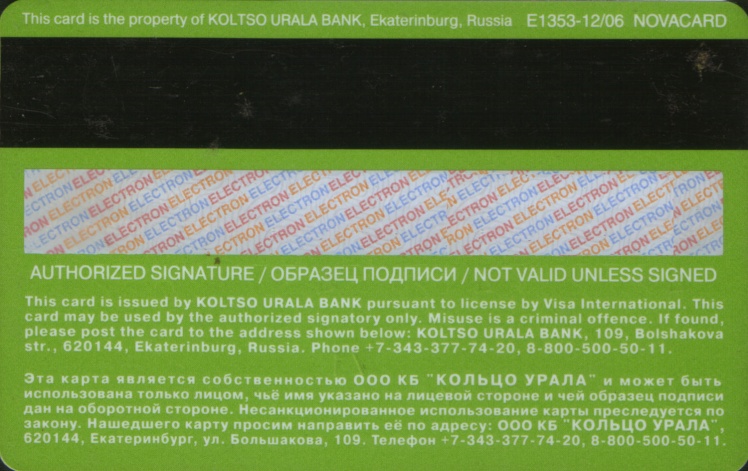 This card is the property of KOLTSO URALA BANK, Ekaterinburg, Russia E1353-12/06 NOVACARD
ELECTRON ELECTRON ELECTRON ELECTRON ELECTRON ELECTRON
AUTHORIZED SIGNATURE / ОБРАЗЕЦ ПОДПИСИ / NOT VALID UNLESS SIGNED
This card is issued by KOLTSO URALA BANK pursuant to license by Visa International. This
card may be used by the authorized signatory only. Misuse is a criminal offence. If found,
please post the card to the address shown below: KOLTSO URALA BANK, 109, Bolshakova
str., 620144, Ekaterinburg, Russia. Phone +7-343-377-74-20, 8-800-500-50-11.
Эта карта является собственностью ООО КБ "КОЛЬЦО УРАЛА" и может быть
использована только лицом, чьё имя указано на лицевой стороне и чей образец подписи
дан на оборотной стороне. Несанкционированное использование карты преследуется по
закону. Нашедшего карту просим направить её по адресу: ООО КБ "КОЛЬЦО УРАЛА",
620144, Екатеринбург, ул. Большакова, 109. Телефон +7-343-377-74-20, 8-800-500-50-11.